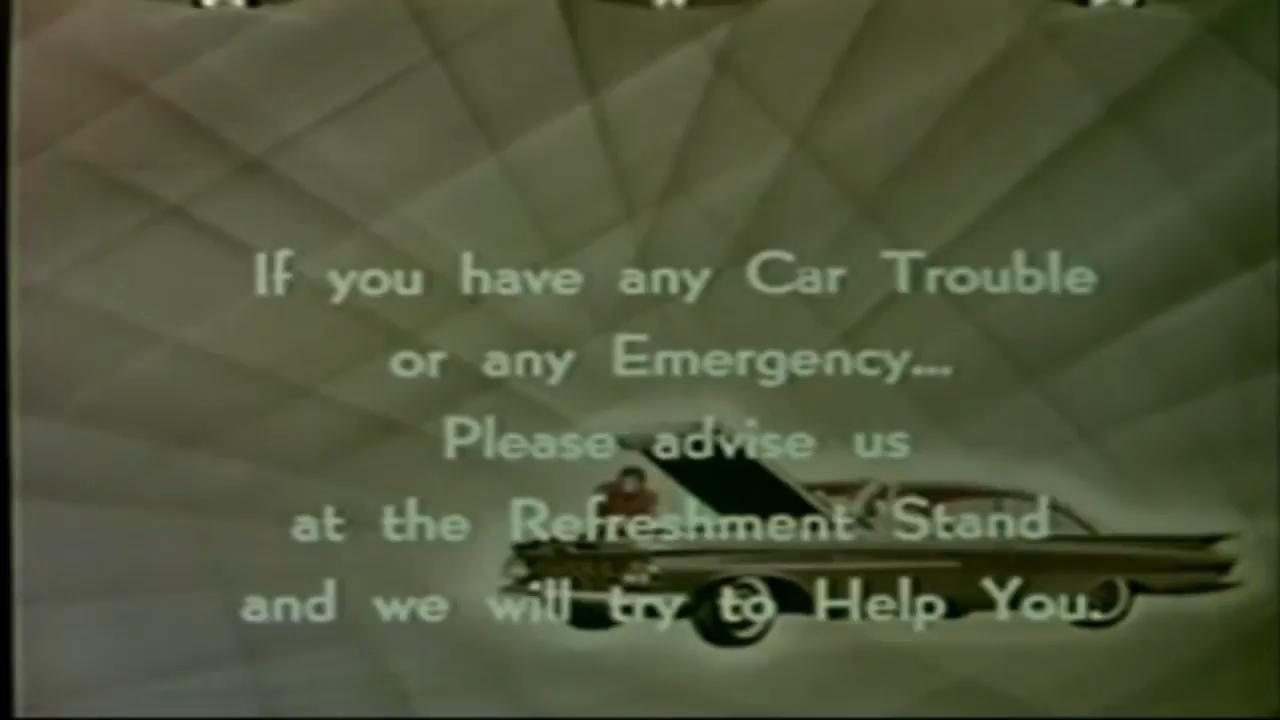 If you have any Car Trouble
or any Emergency...
Please advise us
at the Refreshment Stand
and we will try to Help You.